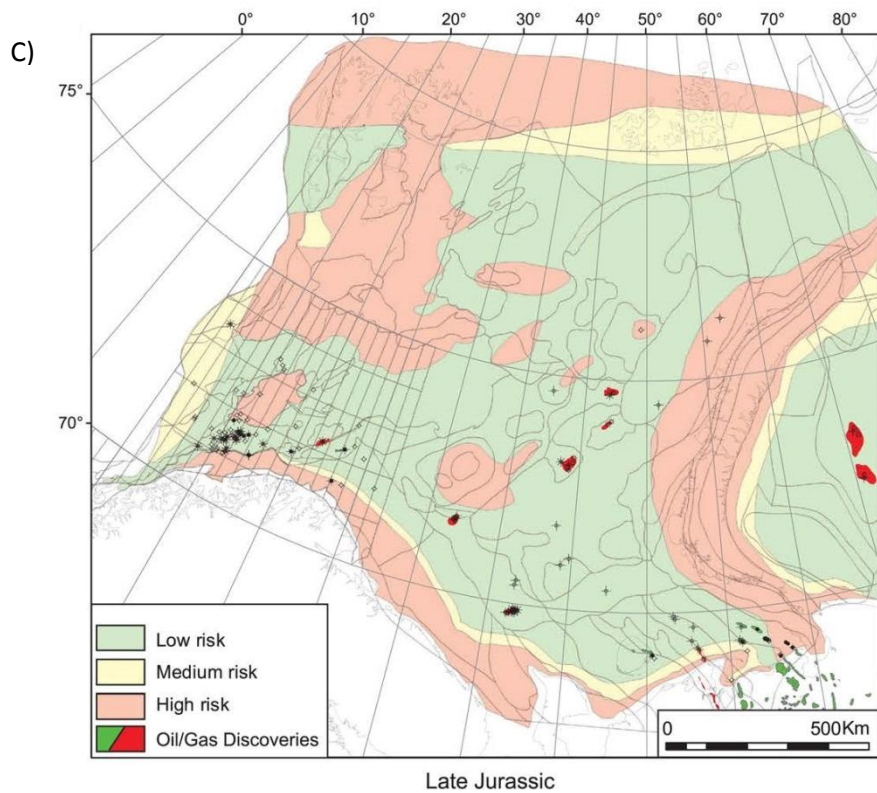 C)
0° 10° 20° 30° 40° 50° 60° 70° 80°
75°
70°
Low risk
Medium risk
High risk
Oil/Gas Discoveries
0 500Km
Late Jurassic